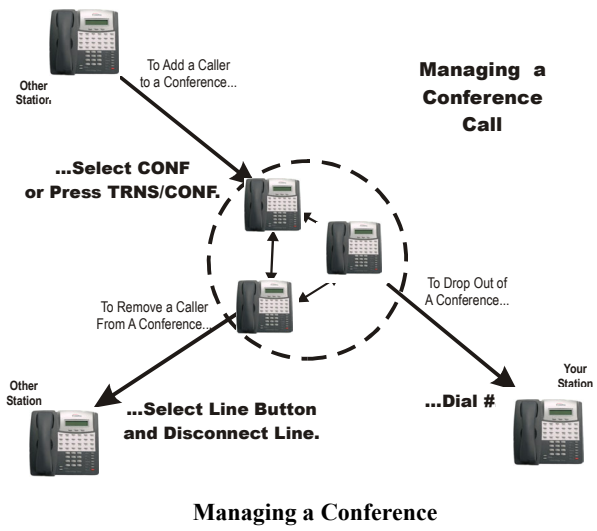 To Add a Caller
to a Conference...
Other
Station
Managing a
Conference
Call
...Select CONF
or Press TRNS/CONF.
To Drop Out of
A Conference...
To Remove a Caller
From A Conference...
Your
Station
Other
Station
...Select Line Button
and Disconnect Line.
...Dial #
Managing a Conference